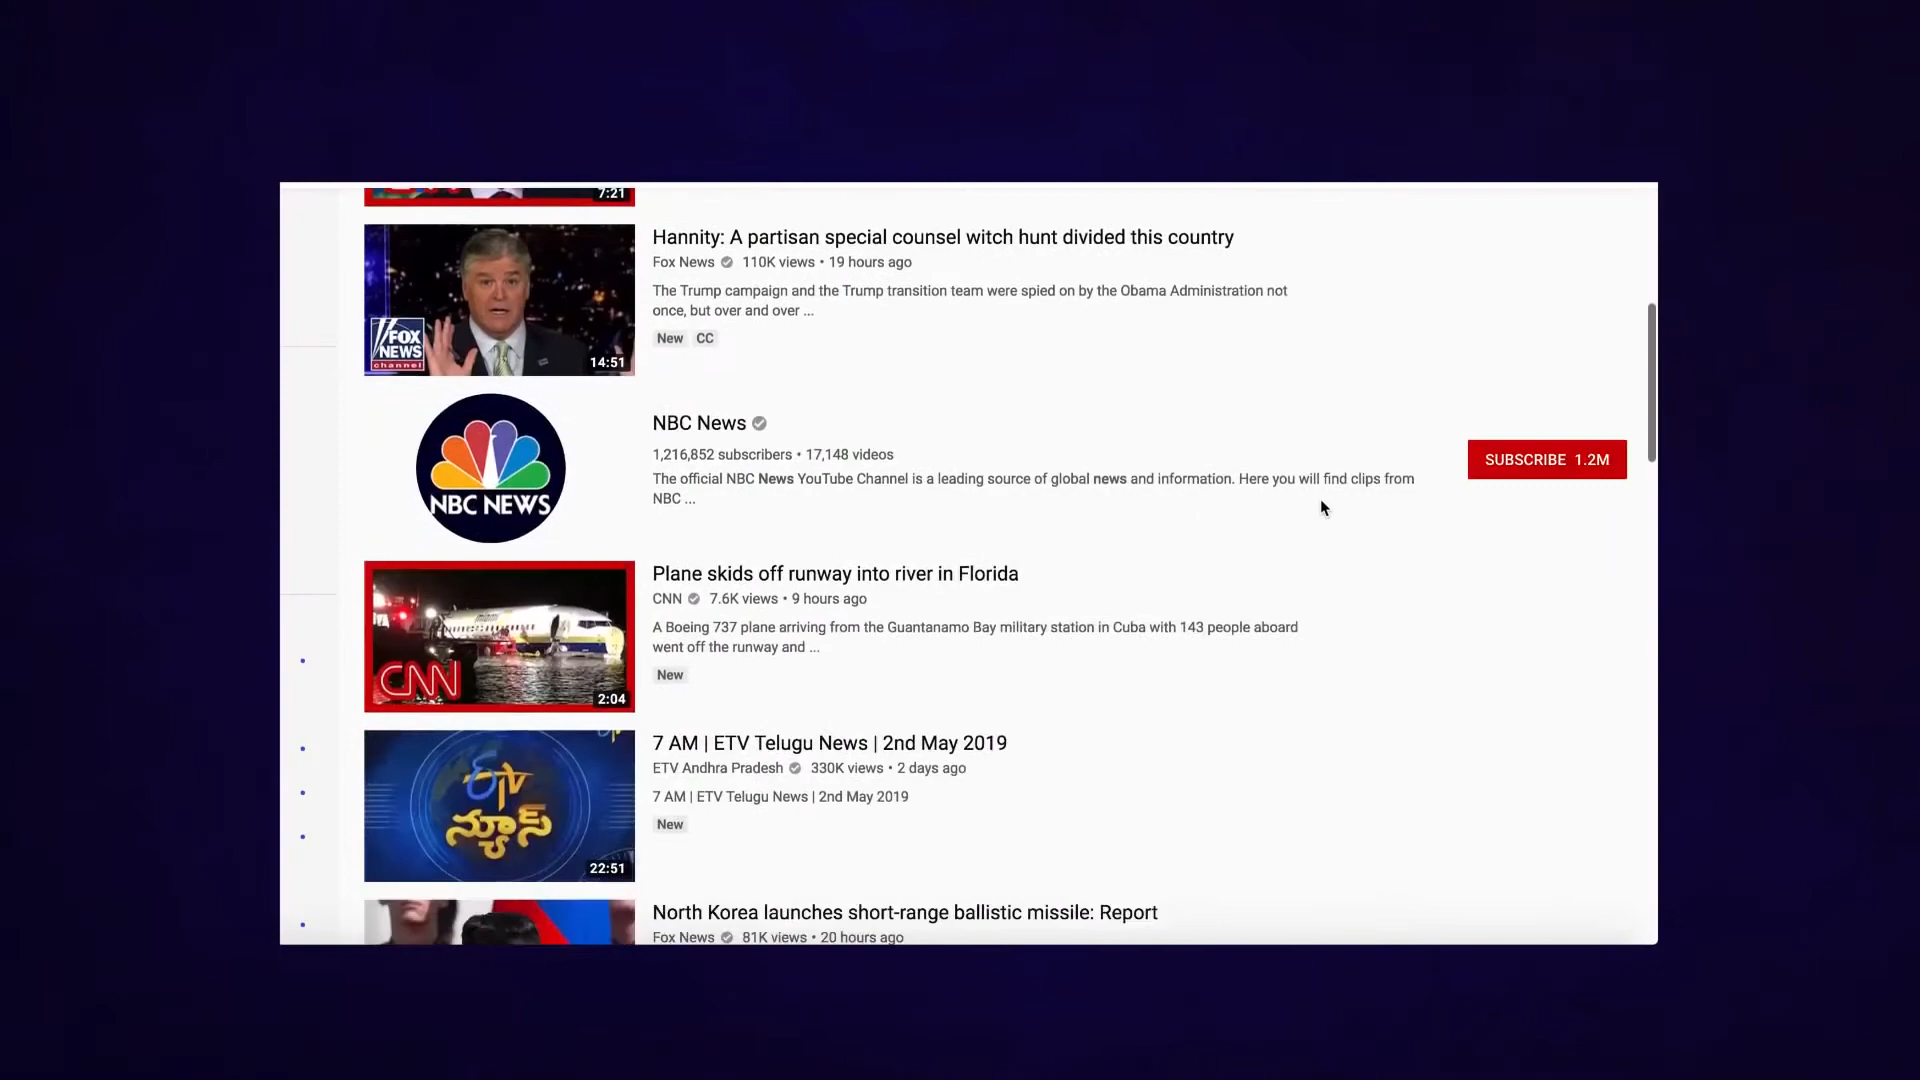 7:21
Hannity: A partisan special counsel witch hunt divided this country
Fox News 110K views • 19 hours ago
The Trump campaign and the Trump transition team were spied on by the Obama Administration not
once, but over and over ...
New CC
FOX
NEWS
channel
14:51
NBC News
1,216,852 subscribers • 17,148 videos
The official NBC News YouTube Channel is a leading source of global news and information. Here you will find clips from
NBC ...
NBC NEWS
SUBSCRIBE 1.2M
Plane skids off runway into river in Florida
CNN 7.6K views • 9 hours ago
A Boeing 737 plane arriving from the Guantanamo Bay military station in Cuba with 143 people aboard
went off the runway and ...
New
CNN
2:04
7 AM | ETV Telugu News | 2nd May 2019
ETV Andhra Pradesh 330K views • 2 days ago
7 AM | ETV Telugu News | 2nd May 2019
New
న్యూస్
22:51
North Korea launches short-range ballistic missile: Report
Fox News 81K views • 20 hours ago